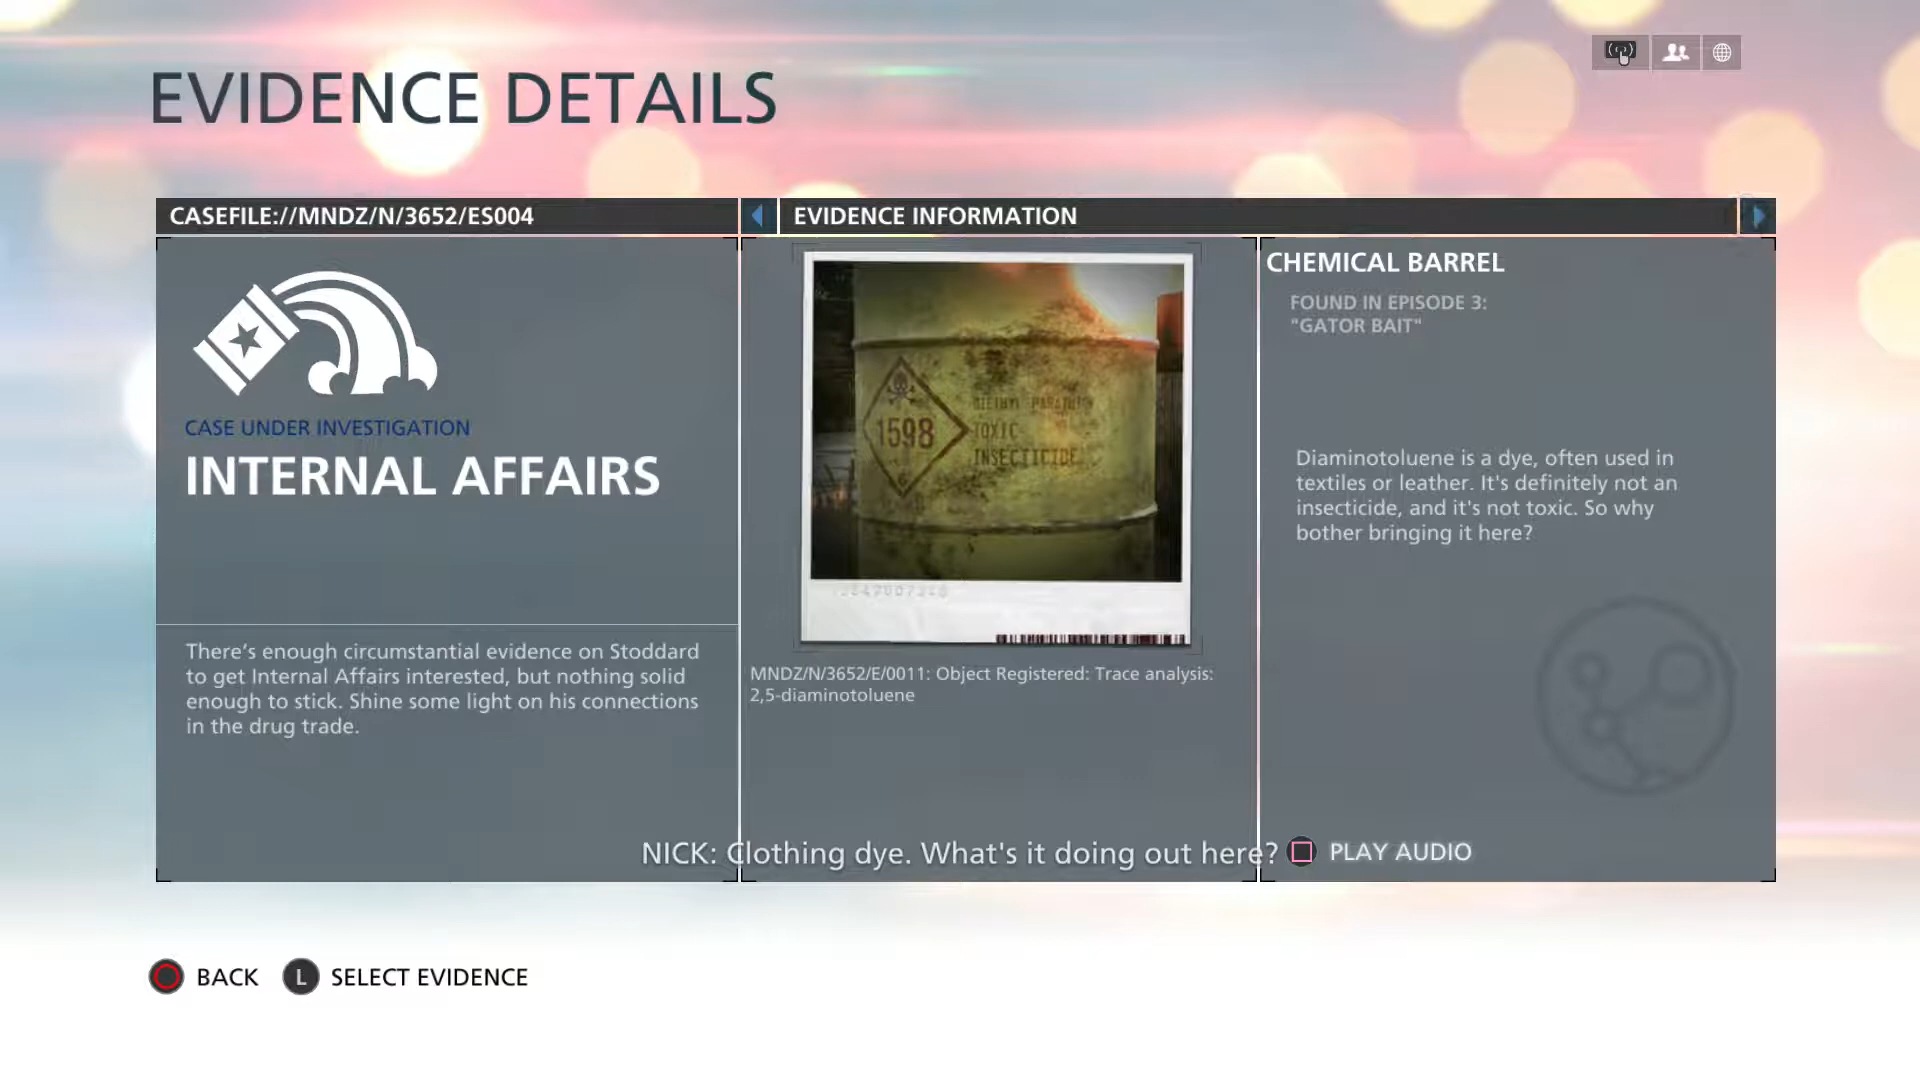 EVIDENCE DETAILS
CASEFILE://MNDZ/N/3652/ES004
EVIDENCE INFORMATION
CASE UNDER INVESTIGATION
INTERNAL AFFAIRS
There's enough circumstantial evidence on Stoddard
to get Internal Affairs interested, but nothing solid
enough to stick. Shine some light on his connections
in the drug trade.
1598
6
TOXIC
INSECTICIDE
MNDZ/N/3652/E/0011: Object Registered: Trace analysis:
2,5-diaminotoluene
CHEMICAL BARREL
FOUND IN EPISODE 3:
"GATOR BAIT"
Diaminotoluene is a dye, often used in
textiles or leather. It's definitely not an
insecticide, and it's not toxic. So why
bother bringing it here?
NICK: Clothing dye. What's it doing out here?
PLAY AUDIO
BACK
L SELECT EVIDENCE